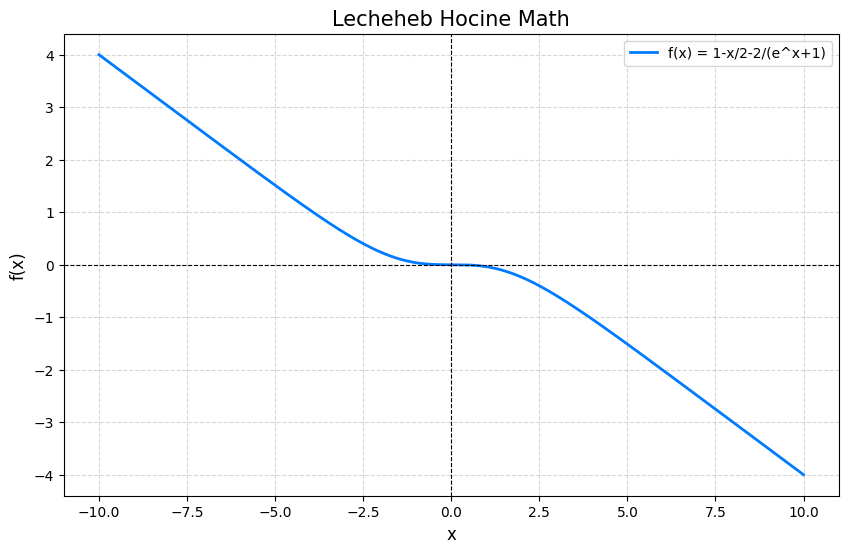 Lecheheb Hocine Math
f(x) = 1-x/2-2/(e^x+1)
4
3
2
1
0
−1
−2
−3
−4
f(x)
−10.0 −7.5 −5.0 −2.5 0.0 2.5 5.0 7.5 10.0
x